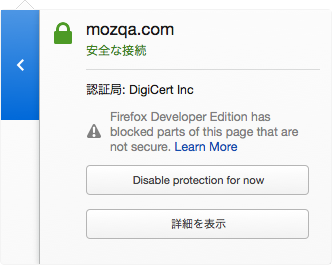 mozqa.com
安全な接続
認証局: DigiCert Inc
Firefox Developer Edition has
blocked parts of this page that are
not secure. Learn More
Disable protection for now
詳細を表示